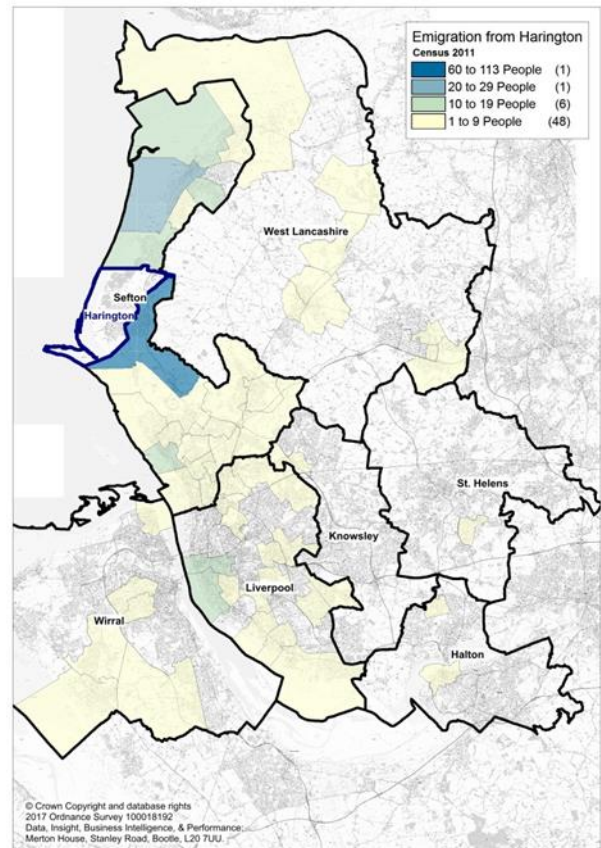 Emigration from Harington
Census 2011
60 to 113 People (1)
20 to 29 People (1)
10 to 19 People (6)
1 to 9 People (48)
West Lancashire
Sefton
Harington
St. Helens
Knowsley
Liverpool
Wirral
Halton
© Crown Copyright and database rights
2017 Ordnance Survey 100018192
Data, Insight, Business Intelligence, & Performance:
Merton House, Stanley Road, Bootle, L20 7UU.